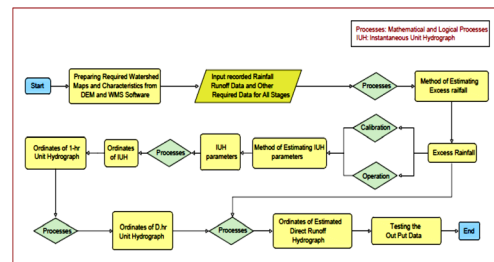 Processes: Mathematical and Logical Processes
IUH: Instantaneous Unit Hydrograph
Start
Preparing Required Watershed
Maps and Characteristics from
DEM and WMS Software
Input recorded Rainfall
Runoff Data and Other
Required Data for All Stages
Processes
Method of Estimating
Excess raifall
Calibration
Operation
Excess Rainfall
Method of Estimating IUH
parameters
IUH
parameters
Processes
Ordinates
of IUH
Ordinates of 1-hr
Unit Hydrograph
Processes
Ordinates of D.hr
Unit Hydrograph
Processes
Ordinates of Estimated
Direct Runoff
Hydrograph
Testing the
Out Put Data
End